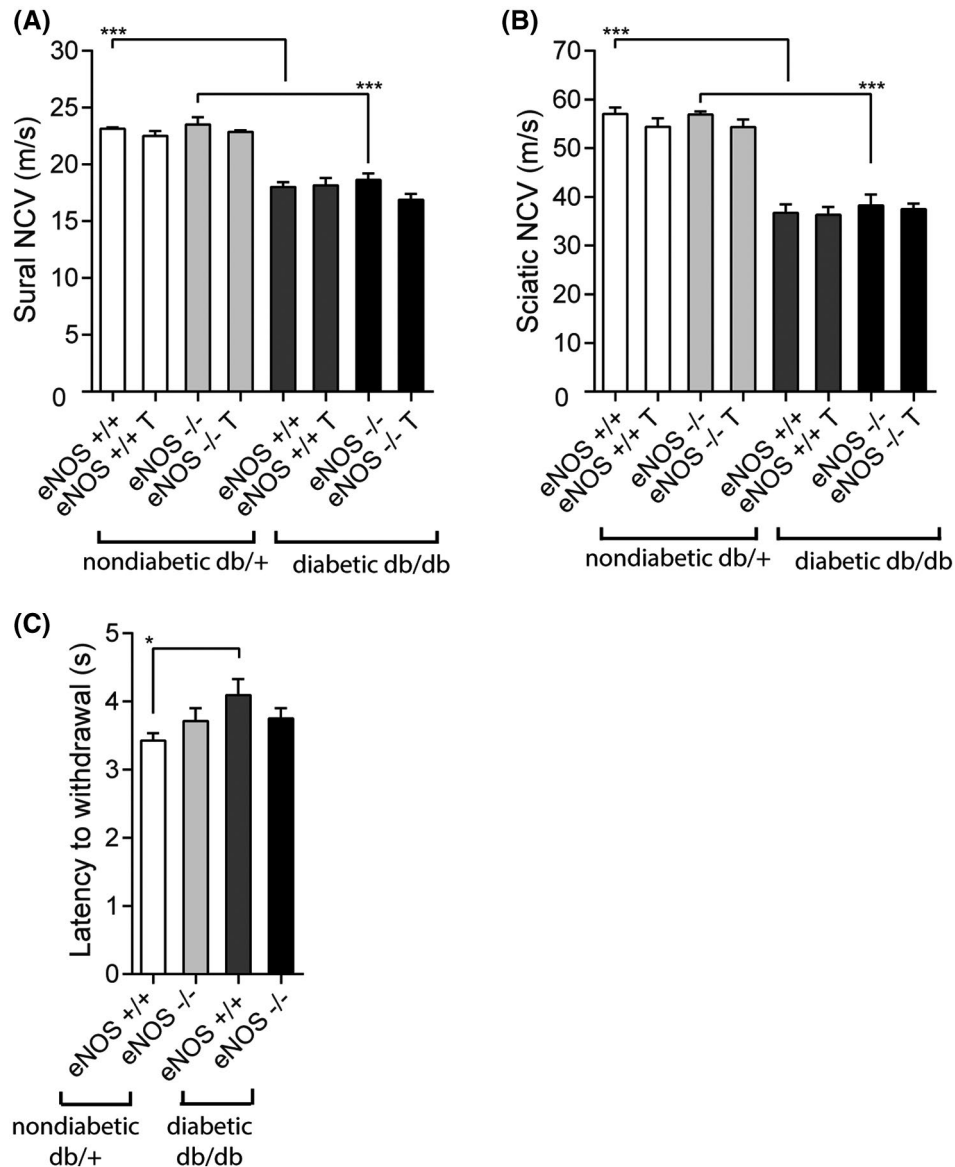 (A)
***
***
30
25
20
15
10
5
0
Sural NCV (m/s)
eNOS +/+
eNOS +/+ T
eNOS -/-
eNOS -/- T
eNOS +/+
eNOS +/+ T
eNOS -/-
eNOS -/- T
nondiabetic db/+
diabetic db/db
(B)
***
***
70
60
50
40
30
20
10
0
Sciatic NCV (m/s)
eNOS +/+
eNOS +/+ T
eNOS -/-
eNOS -/- T
eNOS +/+
eNOS +/+ T
eNOS -/-
eNOS -/- T
nondiabetic db/+
diabetic db/db
(C)
*
5
4
3
2
1
0
Latency to withdrawal (s)
eNOS +/+
eNOS -/-
eNOS +/+
eNOS -/-
nondiabetic
db/+
diabetic
db/db